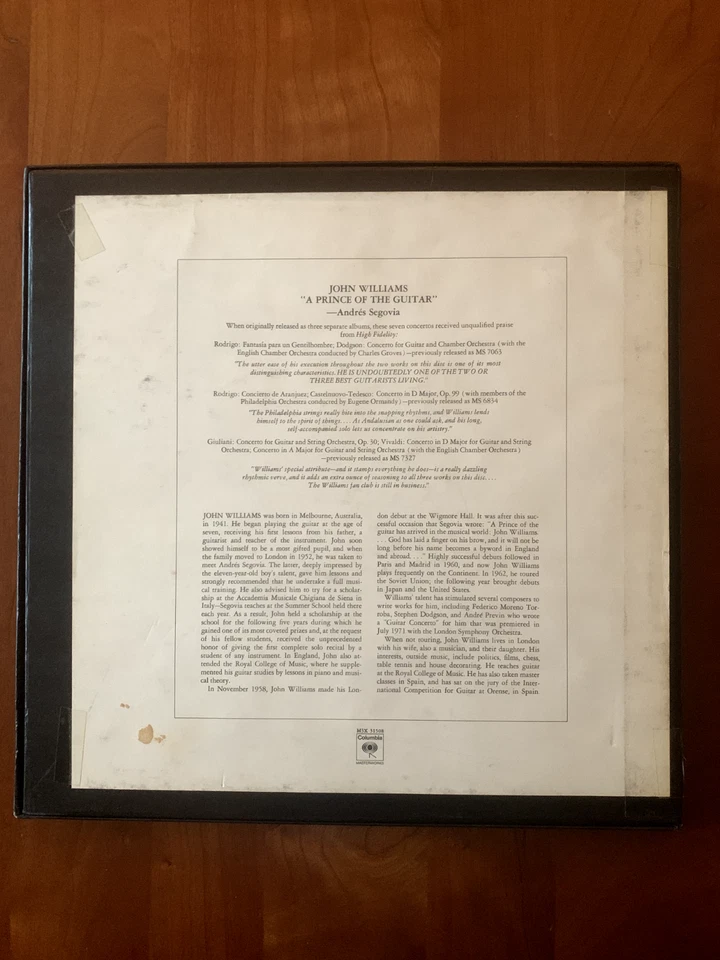 JOHN WILLIAMS
"A PRINCE OF THE GUITAR"
—Andrés Segovia
When originally released as three separate albums, these seven concertos received unqualified praise
from High Fidelity:
Rodrigo: Fantasía para un Gentilhombre; Dodgson: Concerto for Guitar and Chamber Orchestra (with the
English Chamber Orchestra conducted by Charles Groves)—previously released as MS 7063
"The utter ease of his execution throughout the two works on this disc is one of its most
distinguishing characteristics. HE IS UNDOUBTEDLY ONE OF THE TWO OR
THREE BEST GUITARISTS LIVING."
Rodrigo: Concierto de Aranjuez; Castelnuovo-Tedesco: Concerto in D Major, Op. 99 (with members of the
Philadelphia Orchestra conducted by Eugene Ormandy)—previously released as MS 6834
"The Philadelphia strings really bite into the snapping rhythms, and Williams lends
himself to the spirit of things. . . . As Andalusian as one could ask, and his long,
self-accompanied solo lets us concentrate on his artistry."
Giuliani: Concerto for Guitar and String Orchestra, Op. 30; Vivaldi: Concerto in D Major for Guitar and String
Orchestra, Concerto in A Major for Guitar and String Orchestra (with the English Chamber Orchestra)
—previously released as MS 7327
"Williams' special attribute—and it stamps everything he does—is a really dazzling
rhythmic verve, and it adds an extra ounce of seasoning to all three works on this disc. . . .
The Williams fan club is still in business."
JOHN WILLIAMS was born in Melbourne, Australia,
in 1941. He began playing the guitar at the age of
seven, receiving his first lessons from his father, a
guitarist and teacher of the instrument. John soon
showed himself to be a most gifted pupil, and when
the family moved to London in 1952, he was taken to
meet Andrés Segovia. The latter, deeply impressed by
the eleven-year-old boy's talent, gave him lessons and
strongly recommended that he undertake a full musi-
cal training. He also advised him to try for a scholar-
ship at the Accademia Musicale Chigiana de Siena in
Italy—Segovia teaches at the Summer School held there
each year. As a result, John held a scholarship at the
school for the following five years during which he
gained one of its most coveted prizes and, at the request
of his fellow students, received the unprecedented
honor of giving the first complete solo recital by a
student of any instrument. In England, John also at-
tended the Royal College of Music, where he supple-
mented his guitar studies by lessons in piano and musi-
cal theory.
In November 1958, John Williams made his Lon-
don debut at the Wigmore Hall. It was after this suc-
cessful occasion that Segovia wrote: "A Prince of the
guitar has arrived in the musical world: John Williams.
. . . God has laid a finger on his brow, and it will not be
long before his name becomes a byword in England
and abroad. . . ." Highly successful debuts followed in
Paris and Madrid in 1960, and now John Williams
plays frequently on the Continent. In 1962, he toured
the Soviet Union; the following year brought debuts
in Japan and the United States.
Williams' talent has stimulated several composers to
write works for him, including Federico Moreno Tor-
roba, Stephen Dodgson, and André Previn who wrote
a "Guitar Concerto" for him that was premiered in
July 1971 with the London Symphony Orchestra.
When not touring, John Williams lives in London
with his wife, also a musician, and their daughter. His
interests, outside music, include politics, films, chess,
table tennis and house decorating. He teaches guitar
at the Royal College of Music. He has also taken master
classes in Spain, and has sat on the jury of the Inter-
national Competition for Guitar at Orense, in Spain.
M3X 31508
Columbia
MASTERWORKS